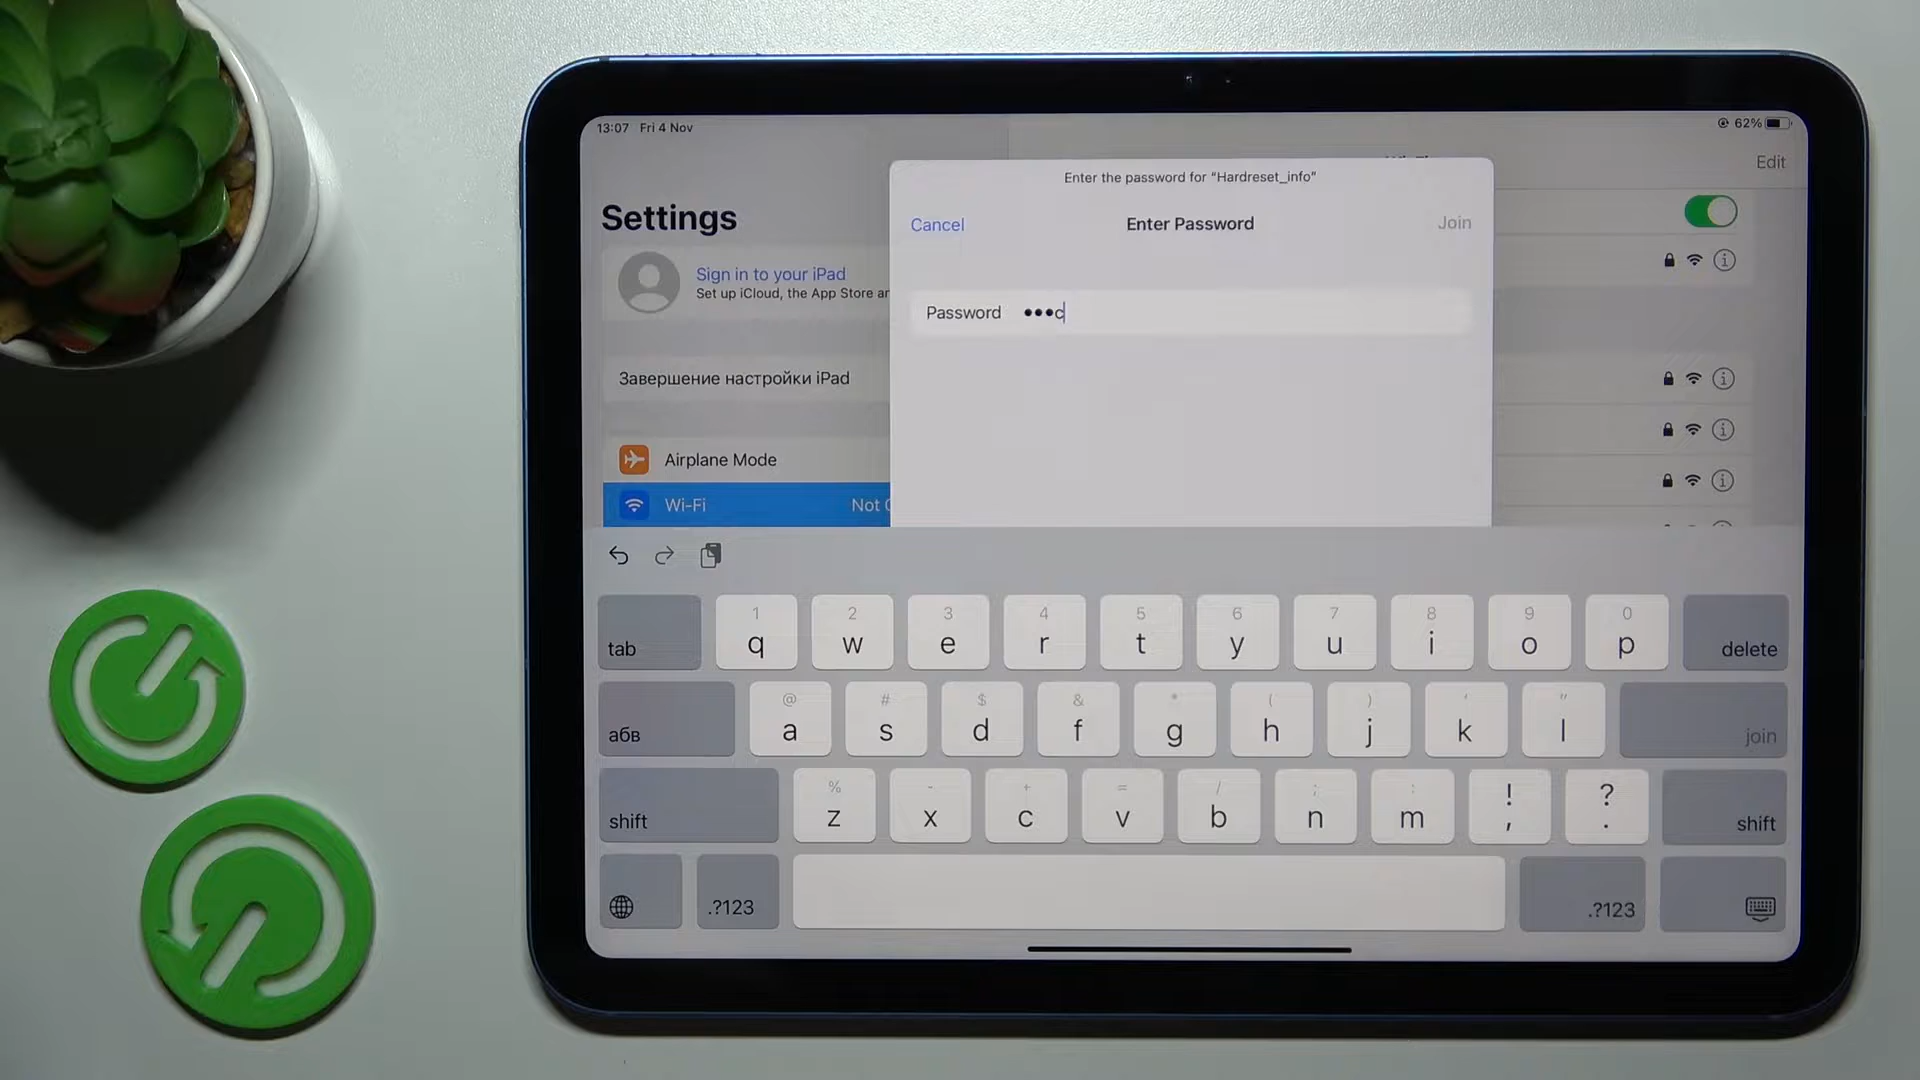 13:07 Fri 4 Nov
62%
Edit
Enter the password for “Hardreset_info”
Cancel
Enter Password
Join
Settings
Sign in to your iPad
Set up iCloud, the App Store
Password •••c
Завершение настройки iPad
Airplane Mode
Wi-Fi Not
1 2 3 4 5 6 7 8 9 0
tab q w e r t y u i o p delete
@ # $ & * ( ) ' "
абв a s d f g h j k l join
% - + = / ; : ! ?
shift z x c v b n m , . shift
.?123 .?123